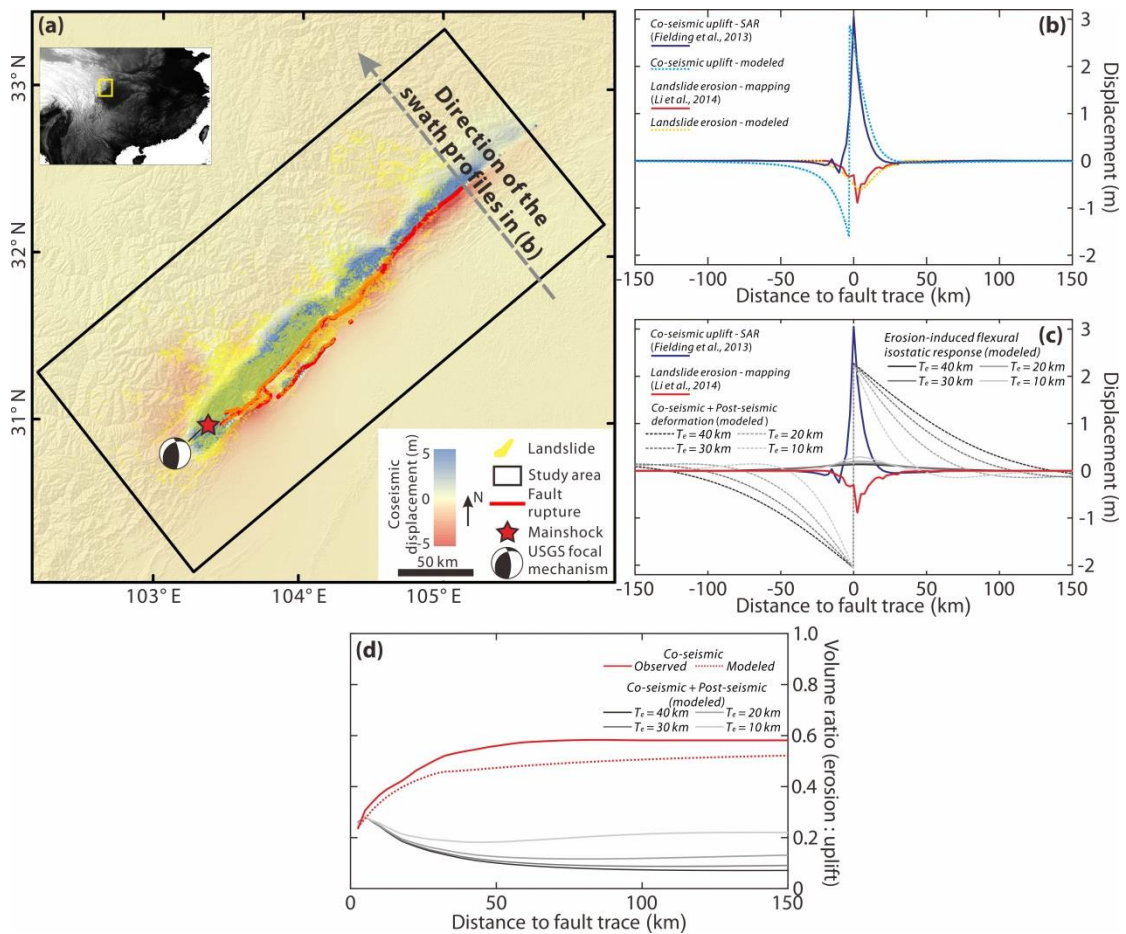 (a)
33° N
32° N
31° N
103° E
104° E
105° E
Direction of the
swath profiles in (b)
Coseismic
displacement (m)
5
0
-5
N
50 km
Landslide
Study area
Fault
rupture
Mainshock
USGS focal
mechanism
(b)
Co-seismic uplift - SAR
(Fielding et al., 2013)
Co-seismic uplift - modeled
Landslide erosion - mapping
(Li et al., 2014)
Landslide erosion - modeled
3
2
1
0
-1
2
Displacement (m)
-150
-100
-50
0
50
100
150
Distance to fault trace (km)
(c)
Co-seismic uplift - SAR
(Fielding et al., 2013)
Landslide erosion - mapping
(Li et al., 2014)
Co-seismic + Post-seismic
deformation (modeled)
Te = 40 km
Te = 20 km
Te = 30 km
Te = 10 km
Erosion-induced flexural
isostatic response (modeled)
Te = 40 km
Te = 20 km
Te = 30 km
Te = 10 km
3
2
1
0
-1
-2
Displacement (m)
-150
-100
-50
0
50
100
150
Distance to fault trace (km)
(d)
Co-seismic
Observed
Modeled
Co-seismic + Post-seismic
(modeled)
Te = 40 km
Te = 20 km
Te = 30 km
Te = 10 km
1.0
0.8
0.6
0.4
0.2
0
Volume ratio (erosion : uplift)
0
50
100
150
Distance to fault trace (km)